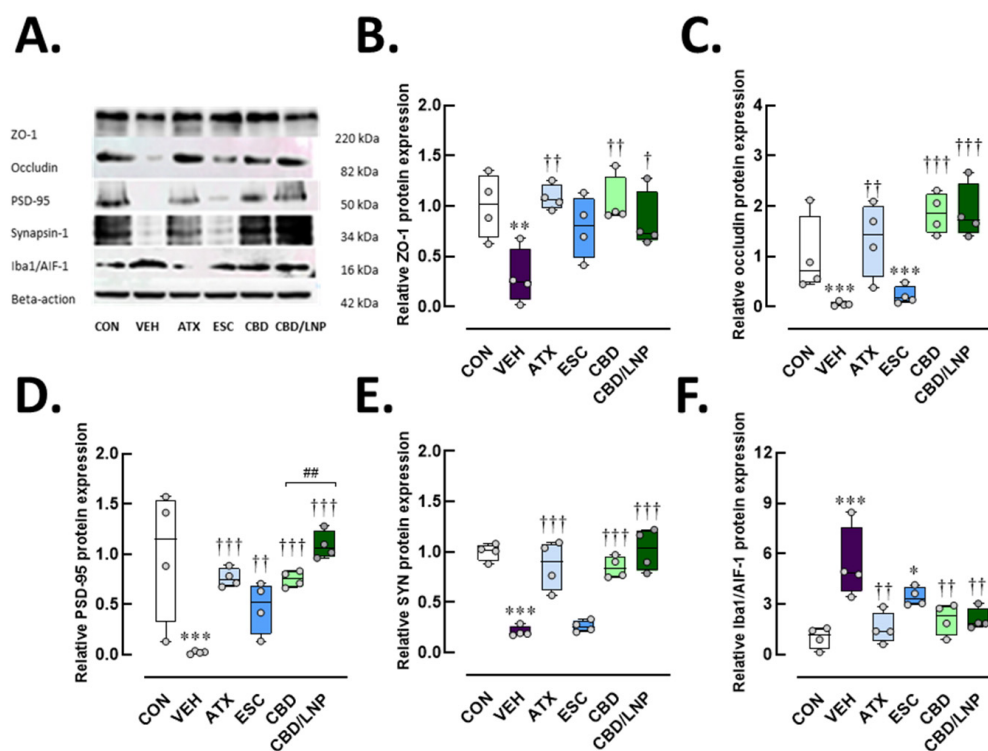 A.
ZO-1
220 kDa
Occludin
82 kDa
PSD-95
50 kDa
Synapsin-1
34 kDa
Iba1/AIF-1
16 kDa
Beta-action
42 kDa
CON VEH ATX ESC CBD CBD/LNP
B.
Relative ZO-1 protein expression
2.0
1.5
1.0
0.5
0.0
**
††
††
†
CON VEH ATX ESC CBD CBD/LNP
C.
Relative occludin protein expression
4
3
2
1
0
***
††
***
†††
†††
CON VEH ATX ESC CBD CBD/LNP
D.
Relative PSD-95 protein expression
2.0
1.5
1.0
0.5
0.0
***
†††
††
†††
##
†††
CON VEH ATX ESC CBD CBD/LNP
E.
Relative SYN protein expression
2.0
1.5
1.0
0.5
0.0
***
†††
†††
†††
CON VEH ATX ESC CBD CBD/LNP
F.
Relative Iba1/AIF-1 protein expression
12
9
6
3
0
***
††
*
††
††
CON VEH ATX ESC CBD CBD/LNP